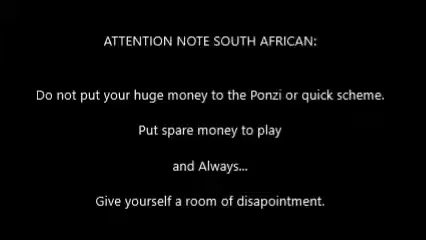 ATTENTION NOTE SOUTH AFRICAN:
Do not put your huge money to the Ponzi or quick scheme.
Put spare money to play
and Always...
Give yourself a room of disapointment.